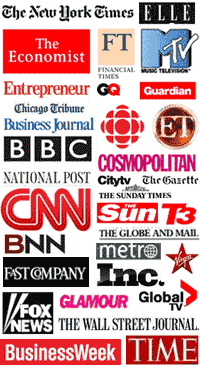 The New York Times
ELLE
The
Economist
FT
FINANCIAL
TIMES
MTV
MUSIC TELEVISION
Entrepreneur
GQ
Guardian
Chicago Tribune
Business Journal
ET
BBC
COSMOPOLITAN
NATIONAL POST
Citytv
The Gazette
THE SUNDAY TIMES
CNN
THE
Sun
T3
THE GLOBE AND MAIL
BNN
metro
Virgin
FAST COMPANY
Inc.
FOX
NEWS
GLAMOUR
Global
TV
THE WALL STREET JOURNAL.
BusinessWeek
TIME